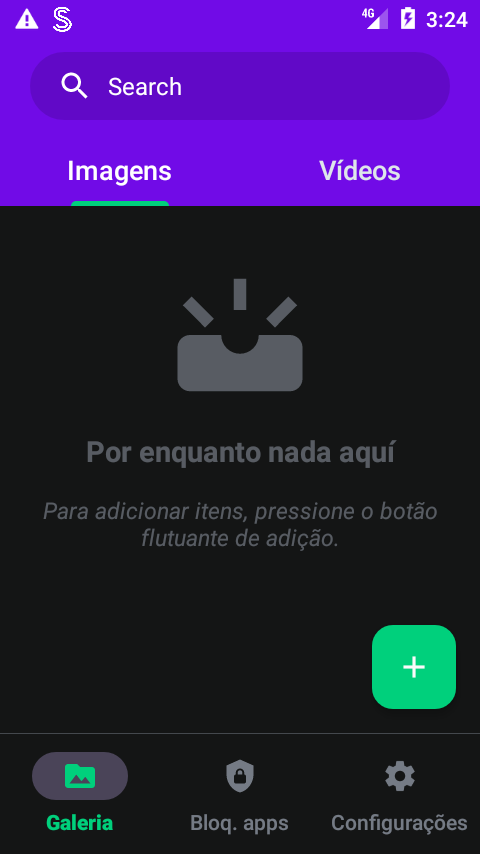 4G
3:24
Search
Imagens
Vídeos
Por enquanto nada aquí
Para adicionar itens, pressione o botão
flutuante de adição.
Galeria
Bloq. apps
Configurações